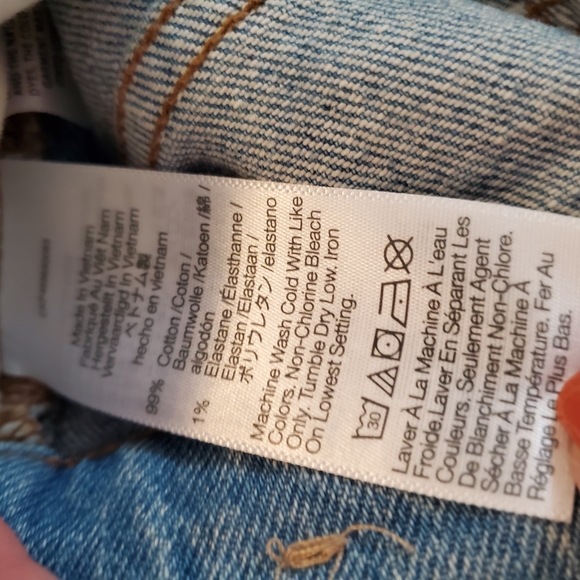 Made In Vietnam
Fabriqué Au Viêt Nam
Hergestellt In Vietnam
Vervaardigd In Vietnam
ベトナム製
hecho en vietnam
99% Cotton /Coton /
Baumwolle /Katoen /綿 /
algodón
1% Elastane /Élasthanne /
Elastan /Elastaan /
ポリウレタン /elastano
Machine Wash Cold With Like
Colors. Non-Chlorine Bleach
Only. Tumble Dry Low. Iron
On Lowest Setting.
30
Laver À La Machine À L'eau
Froide.Laver En Séparant Les
Couleurs. Seulement Agent
De Blanchiment Non-Chlore.
Sécher À La Machine À
Basse Température. Fer Au
Réglage Le Plus Bas.